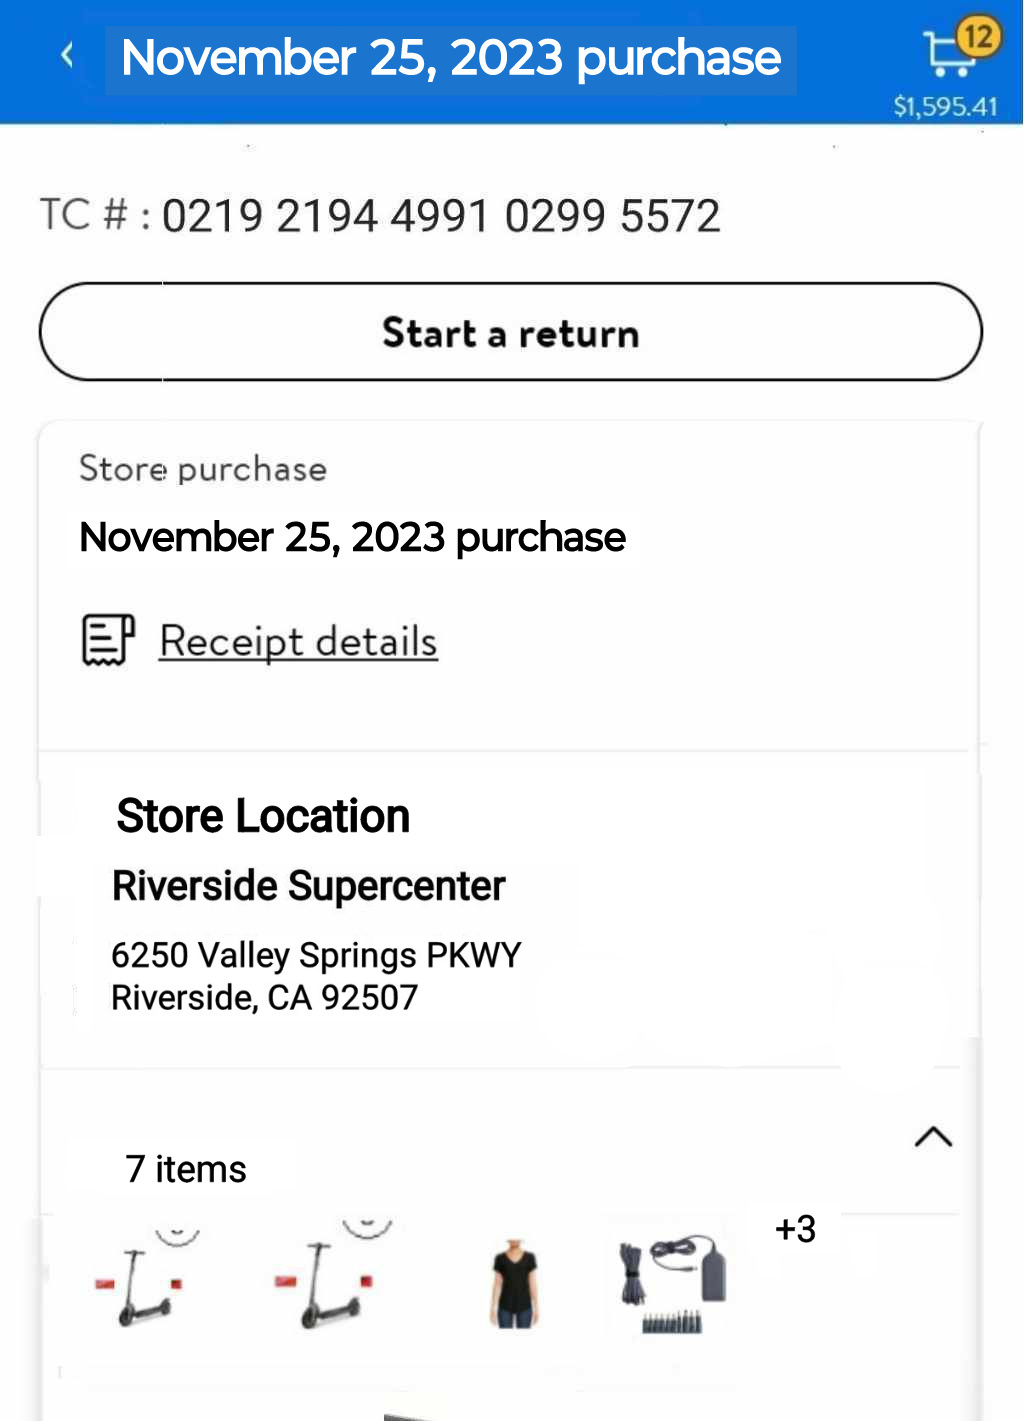 November 25, 2023 purchase
12
$1,595.41
TC # : 0219 2194 4991 0299 5572
Start a return
Store purchase
November 25, 2023 purchase
Receipt details
Store Location
Riverside Supercenter
6250 Valley Springs PKWY
Riverside, CA 92507
7 items
+3